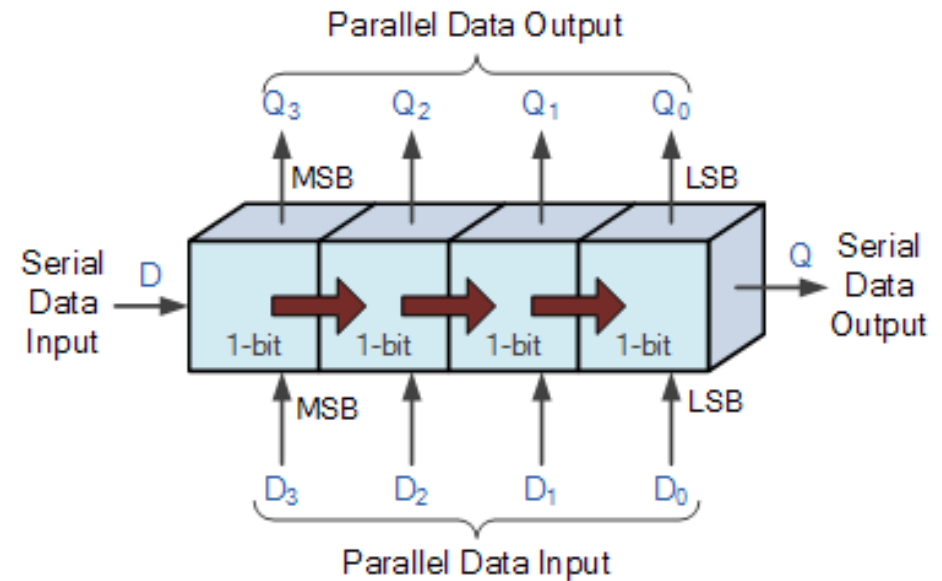 Parallel Data Output
Q₃ Q₂ Q₁ Q₀
MSB LSB
Serial
Data
Input
D
1-bit 1-bit 1-bit 1-bit
Q
Serial
Data
Output
MSB LSB
D₃ D₂ D₁ D₀
Parallel Data Input